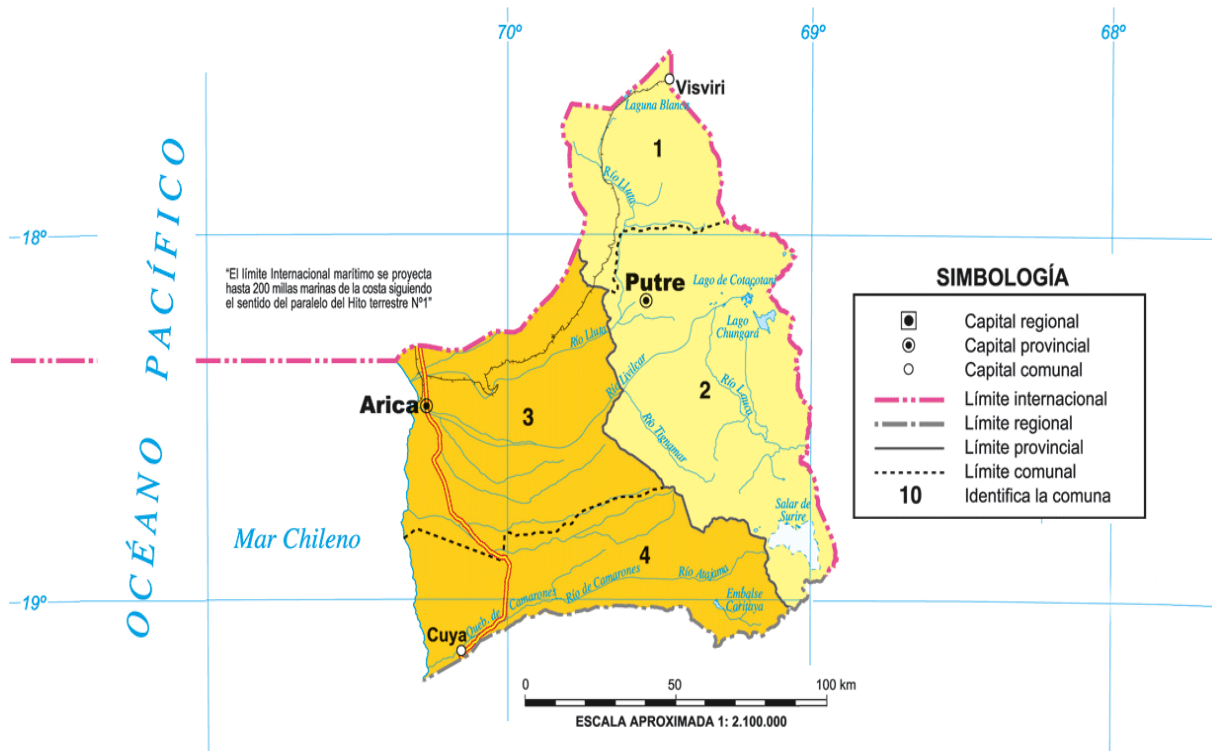 70º
69º
68º
Visviri
Laguna Blanca
1
Río Lluta
18º
OCÉANO PACÍFICO
"El límite Internacional marítimo se proyecta
hasta 200 millas marinas de la costa siguiendo
el sentido del paralelo del Hito terrestre Nº1"
Putre
Lago de Cotacotani
Lago
Chungará
Río Lluta
Río Livilcar
Arica
3
2
Río Lauca
Río Tignamar
Salar de
Surire
Mar Chileno
4
Río Atajama
Río de Camarones
Queb. de Camarones
Embalse
Caritaya
19º
Cuya
SIMBOLOGÍA
Capital regional
Capital provincial
Capital comunal
Límite internacional
Límite regional
Límite provincial
Límite comunal
10 Identifica la comuna
0 50 100 km
ESCALA APROXIMADA 1: 2.100.000